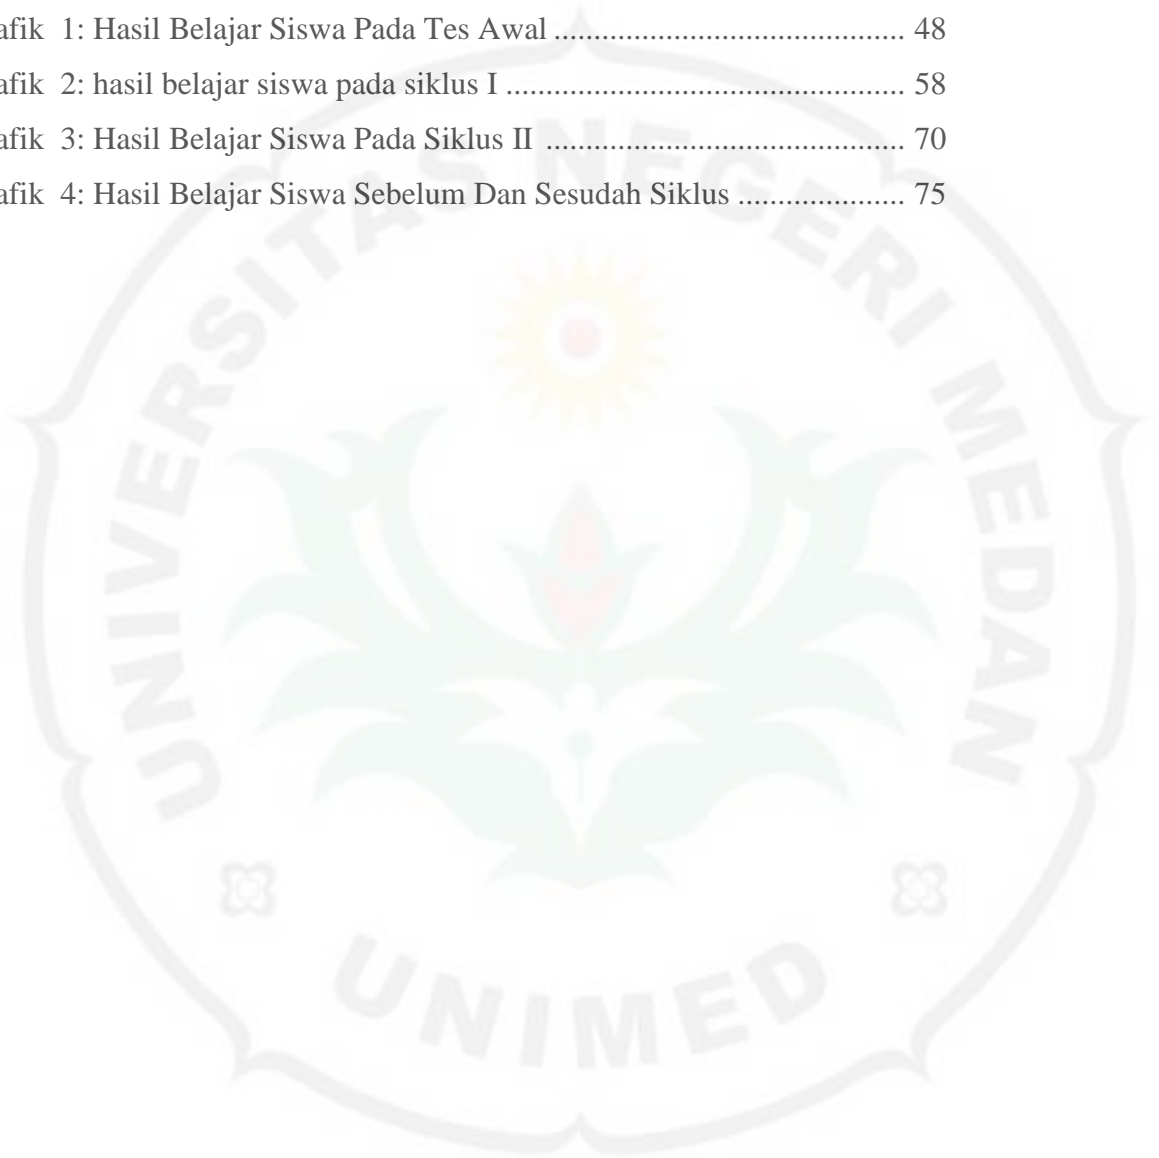 afik 1: Hasil Belajar Siswa Pada Tes Awal ........................................ 48
afik 2: hasil belajar siswa pada siklus I .............................................. 58
afik 3: Hasil Belajar Siswa Pada Siklus II ......................................... 70
afik 4: Hasil Belajar Siswa Sebelum Dan Sesudah Siklus ................... 75
UNIVERSITAS NEGERI MEDAN
UNIMED